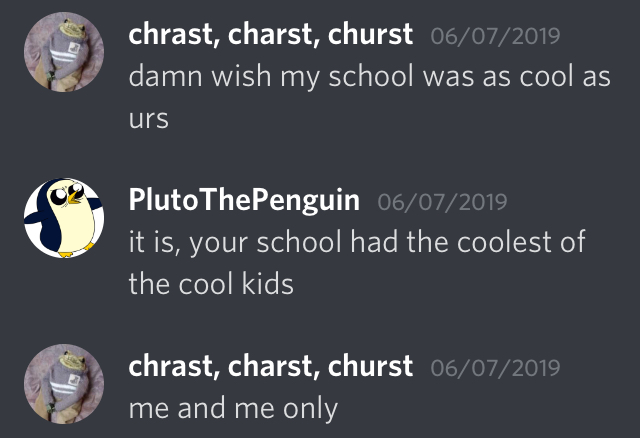 chrast, charst, churst 06/07/2019
damn wish my school was as cool as
urs
PlutoThePenguin 06/07/2019
it is, your school had the coolest of
the cool kids
chrast, charst, churst 06/07/2019
me and me only